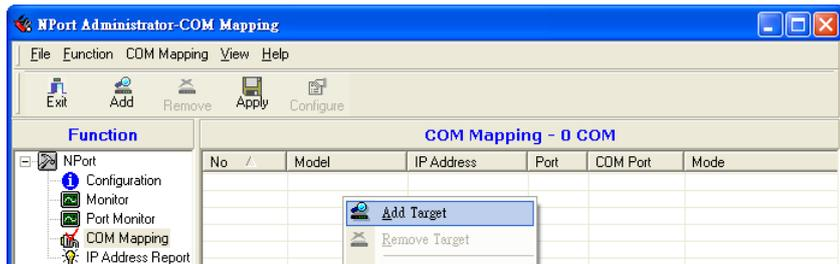 NPort Administrator-COM Mapping
File Function COM Mapping View Help
Exit Add Remove Apply Configure
Function
COM Mapping - 0 COM
No Model IP Address Port COM Port Mode
NPort
Configuration
Monitor
Port Monitor
COM Mapping
IP Address Report
Add Target
Remove Target